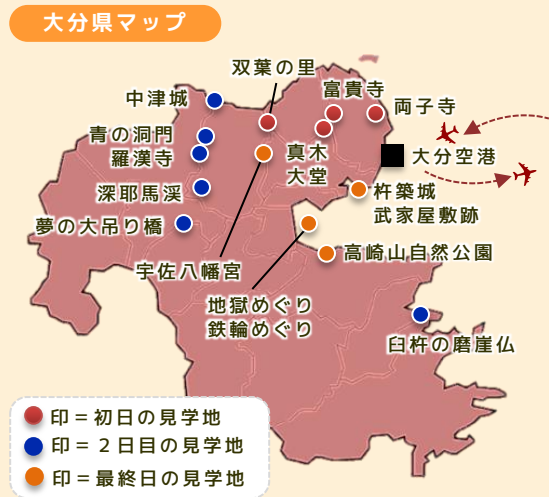 大分県マップ
双葉の里
富貴寺
中津城
両子寺
青の洞門
羅漢寺
真木
大堂
大分空港
深耶馬渓
杵築城
武家屋敷跡
夢の大吊り橋
高崎山自然公園
宇佐八幡宮
地獄めぐり
鉄輪めぐり
臼杵の磨崖仏
印＝初日の見学地
印＝２日目の見学地
印＝最終日の見学地